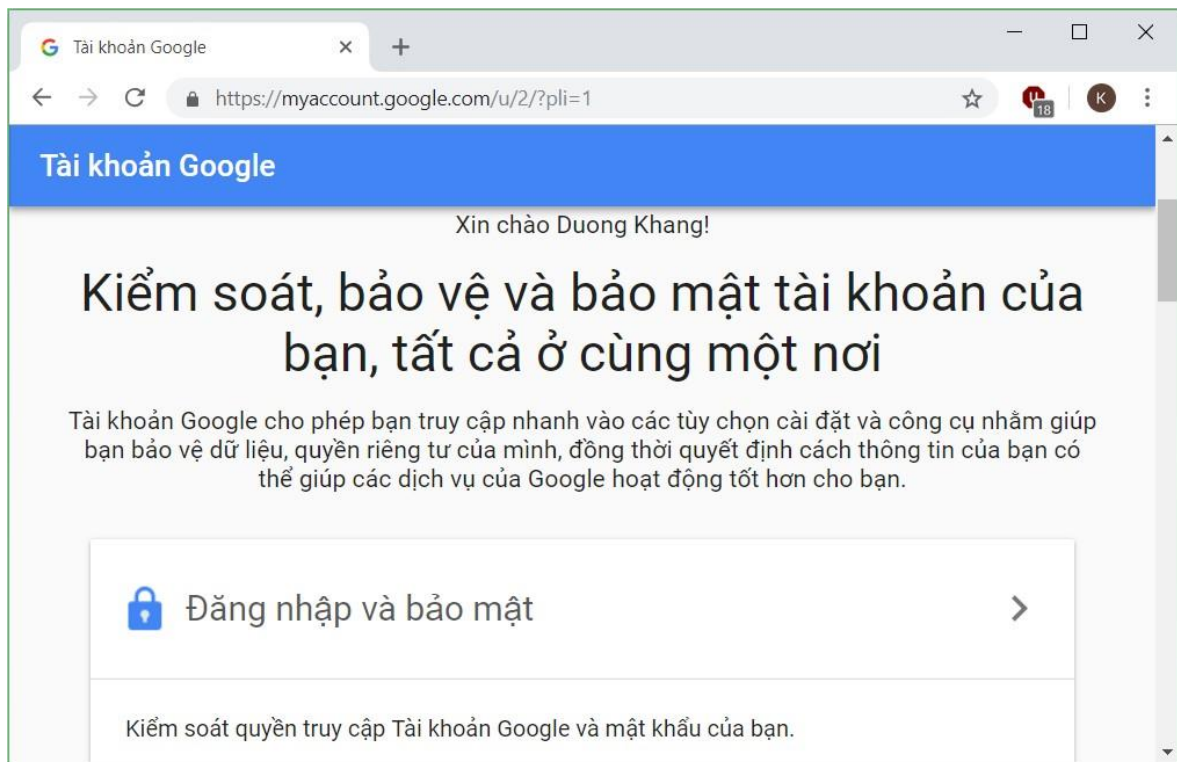 Tài khoản Google
https://myaccount.google.com/u/2/?pli=1
18
K
Tài khoản Google
Xin chào Duong Khang!
Kiểm soát, bảo vệ và bảo mật tài khoản của
bạn, tất cả ở cùng một nơi
Tài khoản Google cho phép bạn truy cập nhanh vào các tùy chọn cài đặt và công cụ nhằm giúp
bạn bảo vệ dữ liệu, quyền riêng tư của mình, đồng thời quyết định cách thông tin của bạn có
thể giúp các dịch vụ của Google hoạt động tốt hơn cho bạn.
Đăng nhập và bảo mật
Kiểm soát quyền truy cập Tài khoản Google và mật khẩu của bạn.